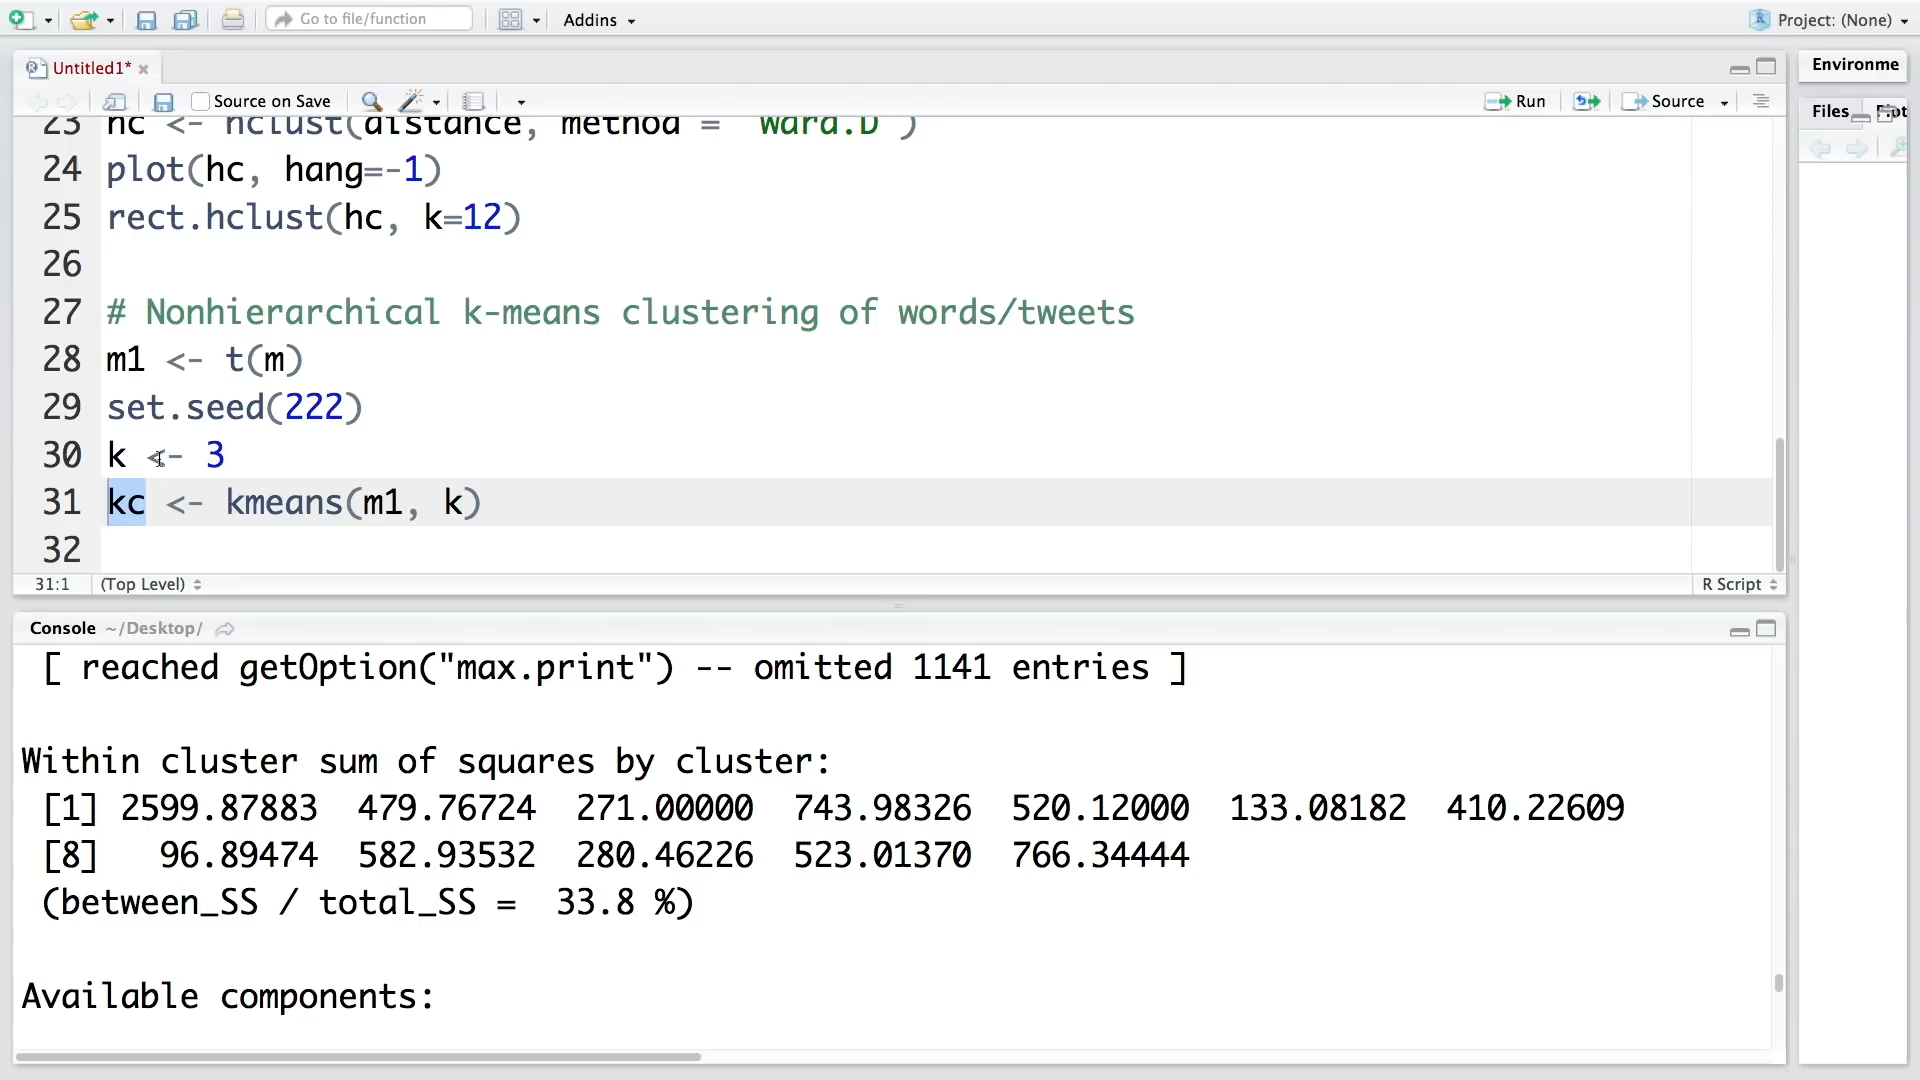 Go to file/function
Addins
Project: (None)
Untitled1*
Source on Save
Run
Source
23 hc <- hclust(distance, method = "ward.D")
24 plot(hc, hang=-1)
25 rect.hclust(hc, k=12)
26
27 # Nonhierarchical k-means clustering of words/tweets
28 m1 <- t(m)
29 set.seed(222)
30 k <- 3
31 kc <- kmeans(m1, k)
32
31:1 (Top Level) R Script
Environme
Files Plot
Console ~/Desktop/
[ reached getOption("max.print") -- omitted 1141 entries ]
Within cluster sum of squares by cluster:
[1] 2599.87883 479.76724 271.00000 743.98326 520.12000 133.08182 410.22609
[8] 96.89474 582.93532 280.46226 523.01370 766.34444
(between_SS / total_SS = 33.8 %)
Available components: